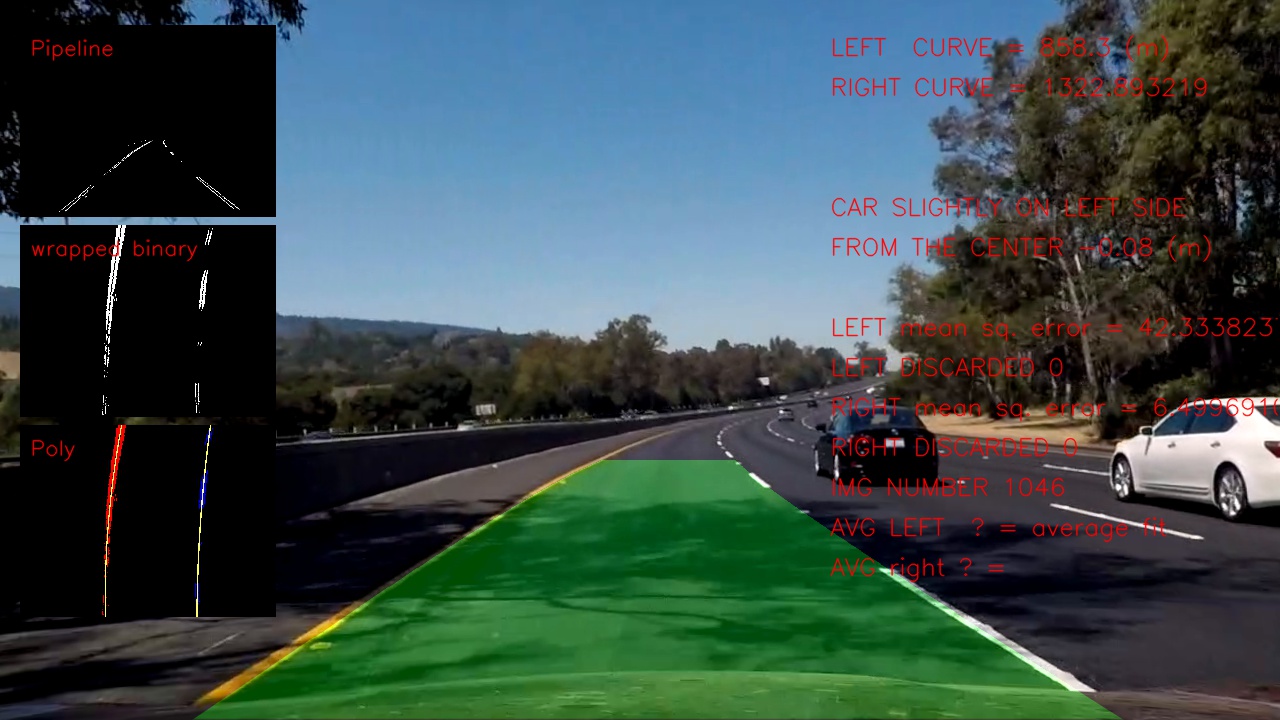 Pipeline
wrapped binary
Poly
LEFT CURVE = 858.3 (m)
RIGHT CURVE = 1322.893219
CAR SLIGHTLY ON LEFT SIDE
FROM THE CENTER -0.08 (m)
LEFT mean sq. error = 42.333823
LEFT DISCARDED 0
RIGHT mean sq. error = 6.499691
RIGHT DISCARDED 0
IMG NUMBER 1046
AVG LEFT ? = average fit
AVG right ? =